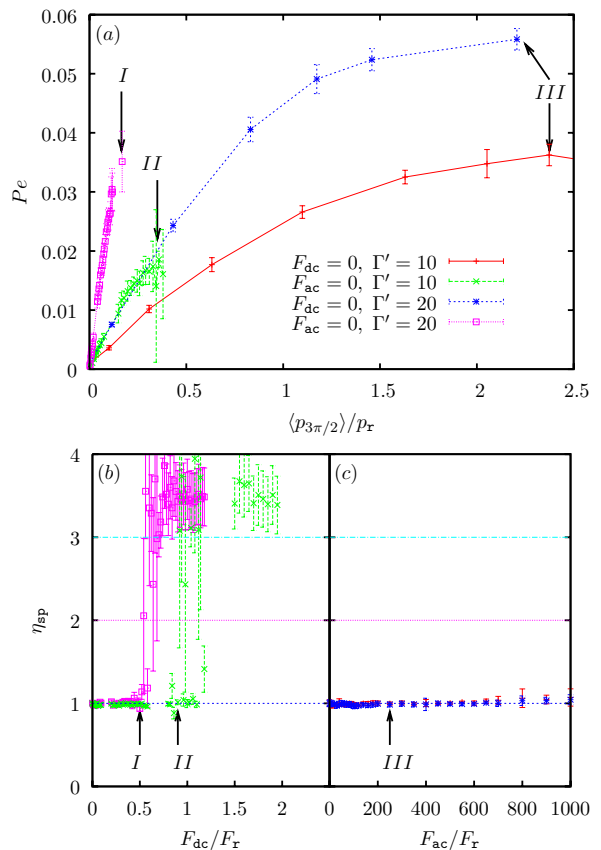 (a)
Pe
0.06
0.05
0.04
0.03
0.02
0.01
0
I
II
III
F_dc = 0, Γ′ = 10
F_ac = 0, Γ′ = 10
F_dc = 0, Γ′ = 20
F_ac = 0, Γ′ = 20
0 0.5 1 1.5 2 2.5
⟨p_3π/2⟩/p_r
(b) (c)
η_sp
4
3
2
1
0
I II III
0 0.5 1 1.5 2 0 200 400 600 800 1000
F_dc/F_r F_ac/F_r